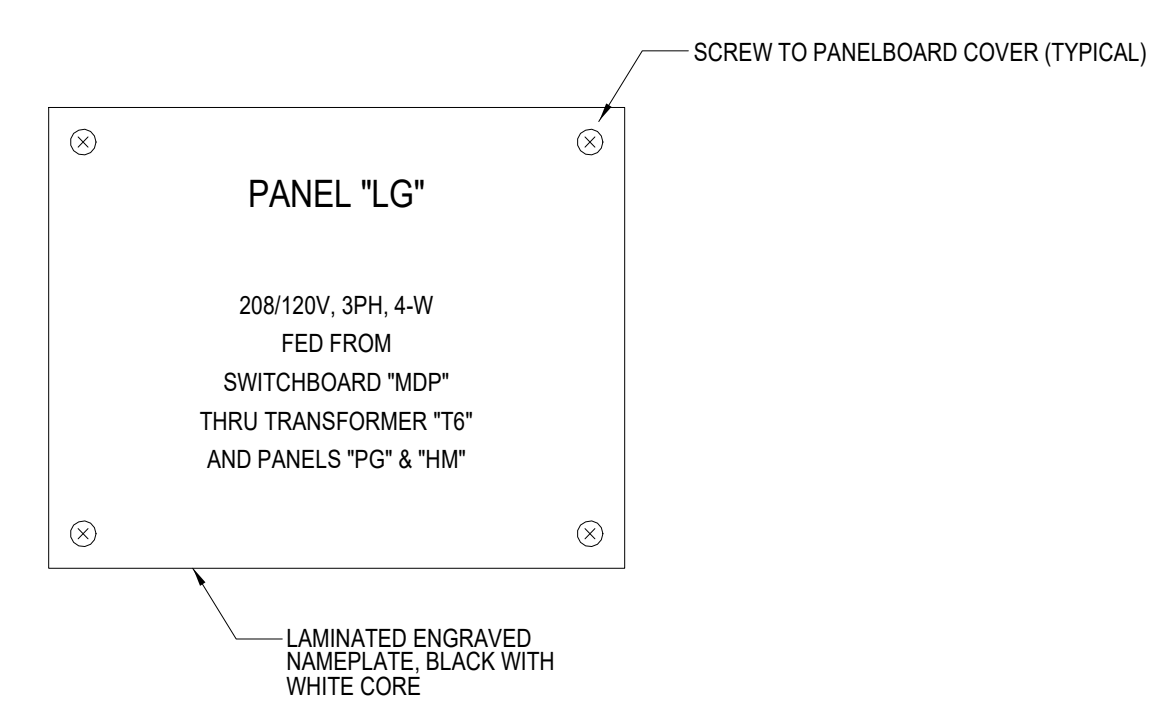 SCREW TO PANELBOARD COVER (TYPICAL)
PANEL "LG"
208/120V, 3PH, 4-W
FED FROM
SWITCHBOARD "MDP"
THRU TRANSFORMER "T6"
AND PANELS "PG" & "HM"
LAMINATED ENGRAVED
NAMEPLATE, BLACK WITH
WHITE CORE